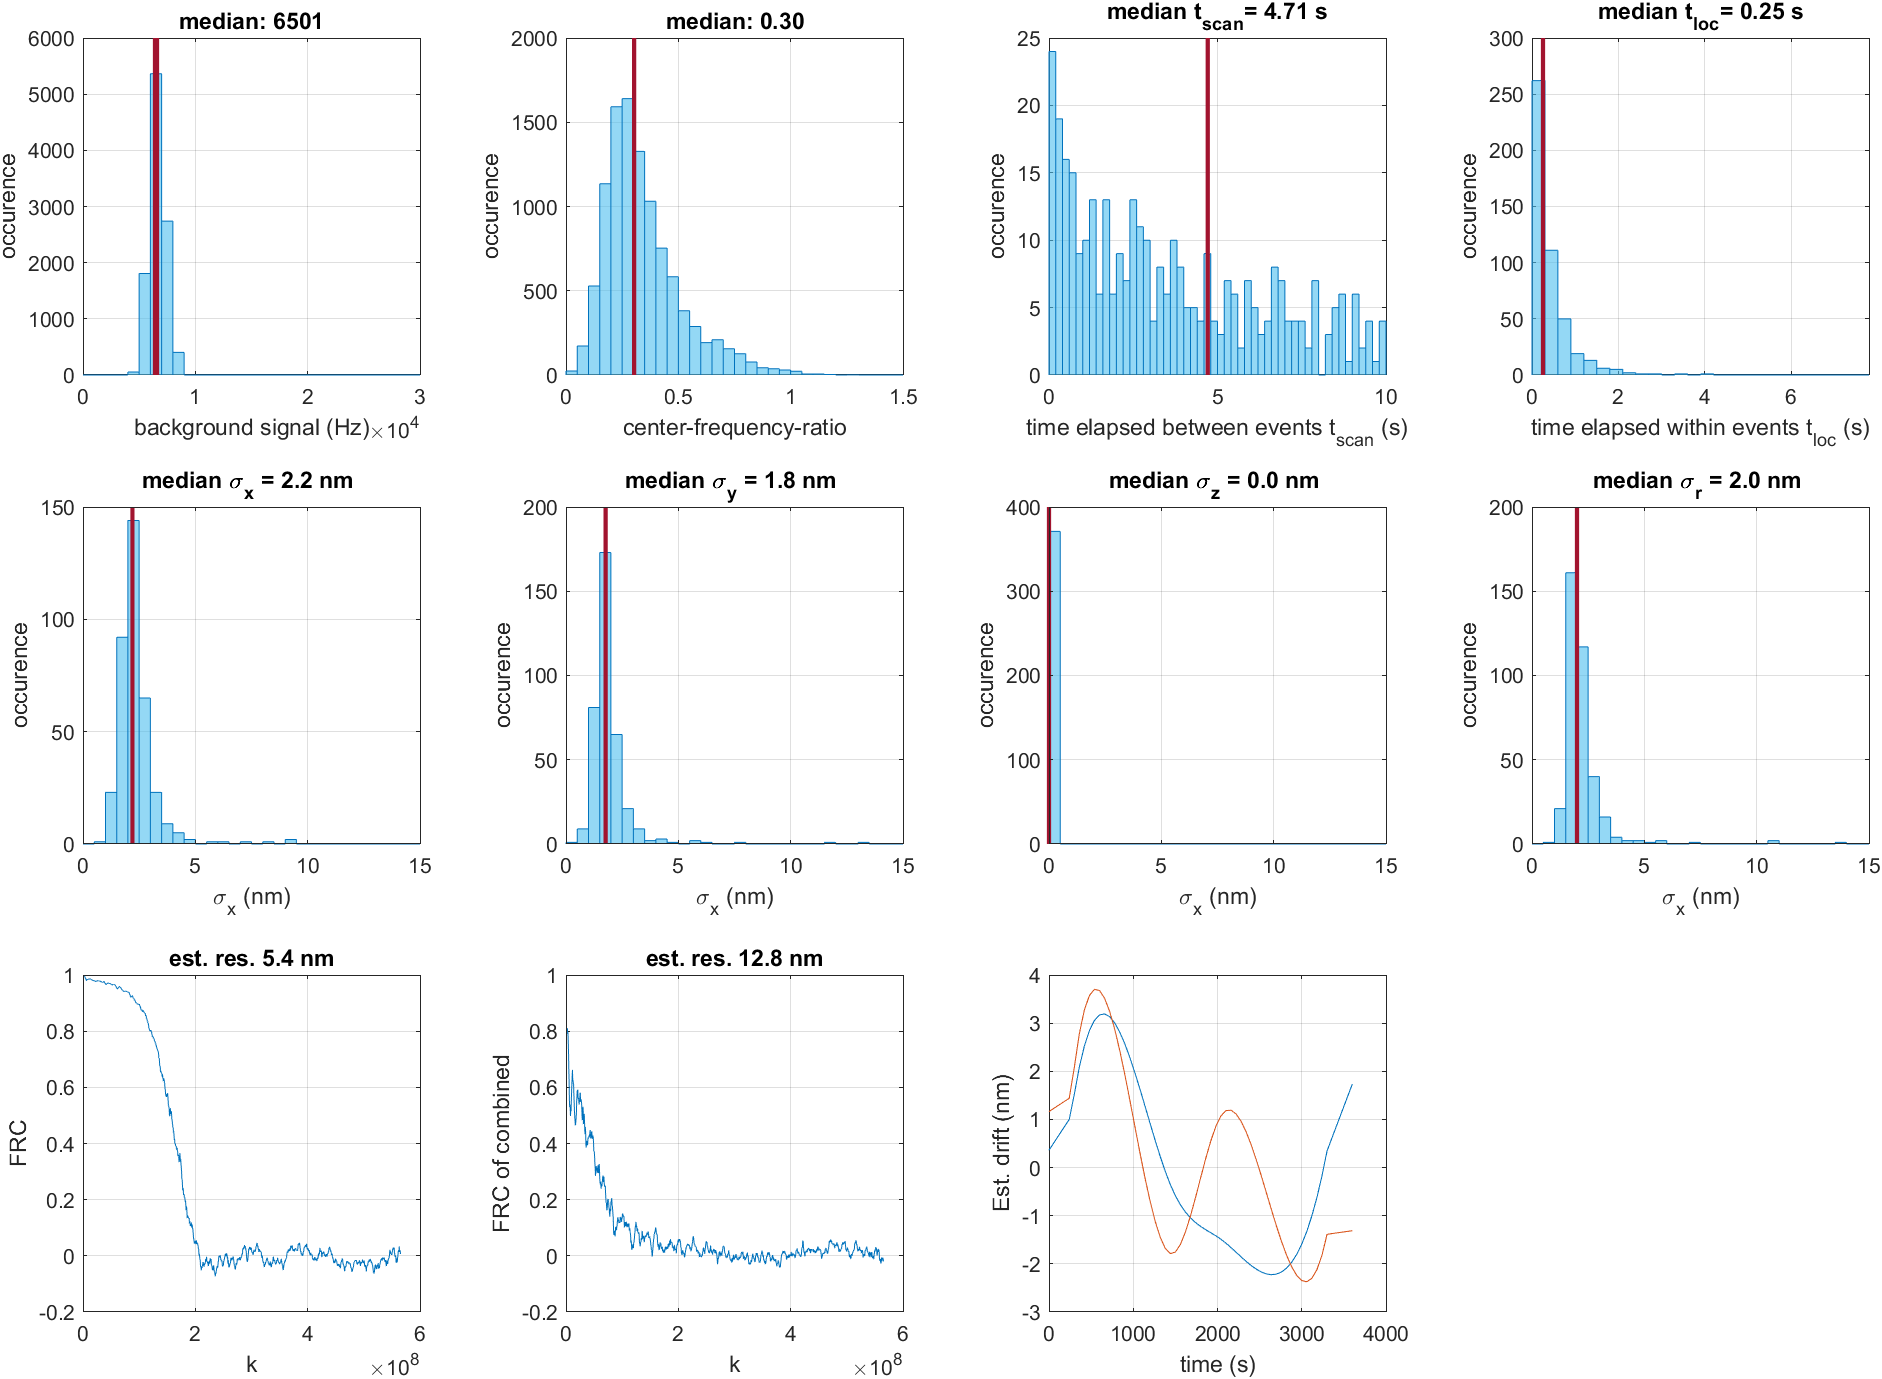 median: 6501
6000
5000
4000
3000
2000
1000
0
occurence
0 1 2 3
background signal (Hz) ×10^4
median: 0.30
2000
1500
1000
500
0
occurence
0 0.5 1 1.5
center-frequency-ratio
median t_scan = 4.71 s
25
20
15
10
5
0
occurence
0 5 10
time elapsed between events t_scan (s)
median t_loc = 0.25 s
300
250
200
150
100
50
0
occurence
0 2 4 6
time elapsed within events t_loc (s)
median σ_x = 2.2 nm
150
100
50
0
occurence
0 5 10 15
σ_x (nm)
median σ_y = 1.8 nm
200
150
100
50
0
occurence
0 5 10 15
σ_x (nm)
median σ_z = 0.0 nm
400
300
200
100
0
occurence
0 5 10 15
σ_x (nm)
median σ_r = 2.0 nm
200
150
100
50
0
occurence
0 5 10 15
σ_x (nm)
est. res. 5.4 nm
1
0.8
0.6
0.4
0.2
0
-0.2
FRC
0 2 4 6
k ×10^8
est. res. 12.8 nm
1
0.8
0.6
0.4
0.2
0
-0.2
FRC of combined
0 2 4 6
k ×10^8
4
3
2
1
0
-1
-2
-3
Est. drift (nm)
0 1000 2000 3000 4000
time (s)